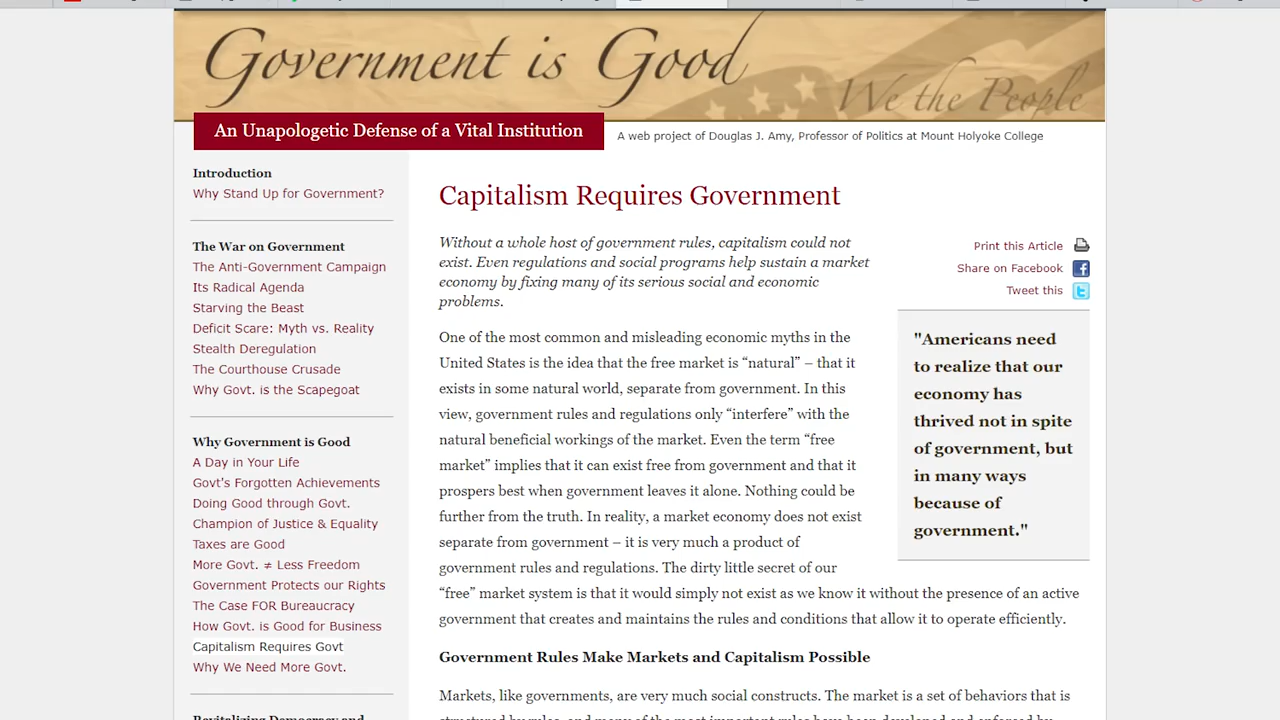 Government is Good
We the People
An Unapologetic Defense of a Vital Institution
A web project of Douglas J. Amy, Professor of Politics at Mount Holyoke College
Introduction
Why Stand Up for Government?
The War on Government
The Anti-Government Campaign
Its Radical Agenda
Starving the Beast
Deficit Scare: Myth vs. Reality
Stealth Deregulation
The Courthouse Crusade
Why Govt. is the Scapegoat
Why Government is Good
A Day in Your Life
Govt's Forgotten Achievements
Doing Good through Govt.
Champion of Justice & Equality
Taxes are Good
More Govt. ≠ Less Freedom
Government Protects our Rights
The Case FOR Bureaucracy
How Govt. is Good for Business
Capitalism Requires Govt
Why We Need More Govt.
Revitalizing Democracy and
Capitalism Requires Government
Without a whole host of government rules, capitalism could not
exist. Even regulations and social programs help sustain a market
economy by fixing many of its serious social and economic
problems.
One of the most common and misleading economic myths in the
United States is the idea that the free market is “natural” – that it
exists in some natural world, separate from government. In this
view, government rules and regulations only “interfere” with the
natural beneficial workings of the market. Even the term “free
market” implies that it can exist free from government and that it
prospers best when government leaves it alone. Nothing could be
further from the truth. In reality, a market economy does not exist
separate from government – it is very much a product of
government rules and regulations. The dirty little secret of our
“free” market system is that it would simply not exist as we know it without the presence of an active
government that creates and maintains the rules and conditions that allow it to operate efficiently.
Government Rules Make Markets and Capitalism Possible
Markets, like governments, are very much social constructs. The market is a set of behaviors that is
structured by rules, and many of the most important rules have been developed and enforced by
Print this Article
Share on Facebook
Tweet this
"Americans need
to realize that our
economy has
thrived not in spite
of government, but
in many ways
because of
government."